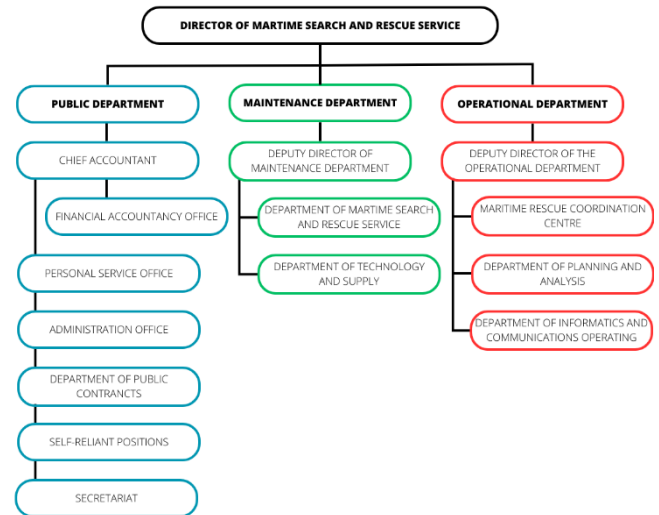 DIRECTOR OF MARTIME SEARCH AND RESCUE SERVICE
PUBLIC DEPARTMENT
CHIEF ACCOUNTANT
FINANCIAL ACCOUNTANCY OFFICE
PERSONAL SERVICE OFFICE
ADMINISTRATION OFFICE
DEPARTMENT OF PUBLIC
CONTRANCTS
SELF-RELIANT POSITIONS
SECRETARIAT
MAINTENANCE DEPARTMENT
DEPUTY DIRECTOR OF
MAINTENANCE DEPARTMENT
DEPARTMENT OF MARTIME SEARCH
AND RESCUE SERVICE
DEPARTMENT OF TECHNOLOGY
AND SUPPLY
OPERATIONAL DEPARTMENT
DEPUTY DIRECTOR OF THE
OPERATIONAL DEPARTMENT
MARITIME RESCUE COORDINATION
CENTRE
DEPARTMENT OF PLANNING AND
ANALYSIS
DEPARTMENT OF INFORMATICS AND
COMMUNICATIONS OPERATING